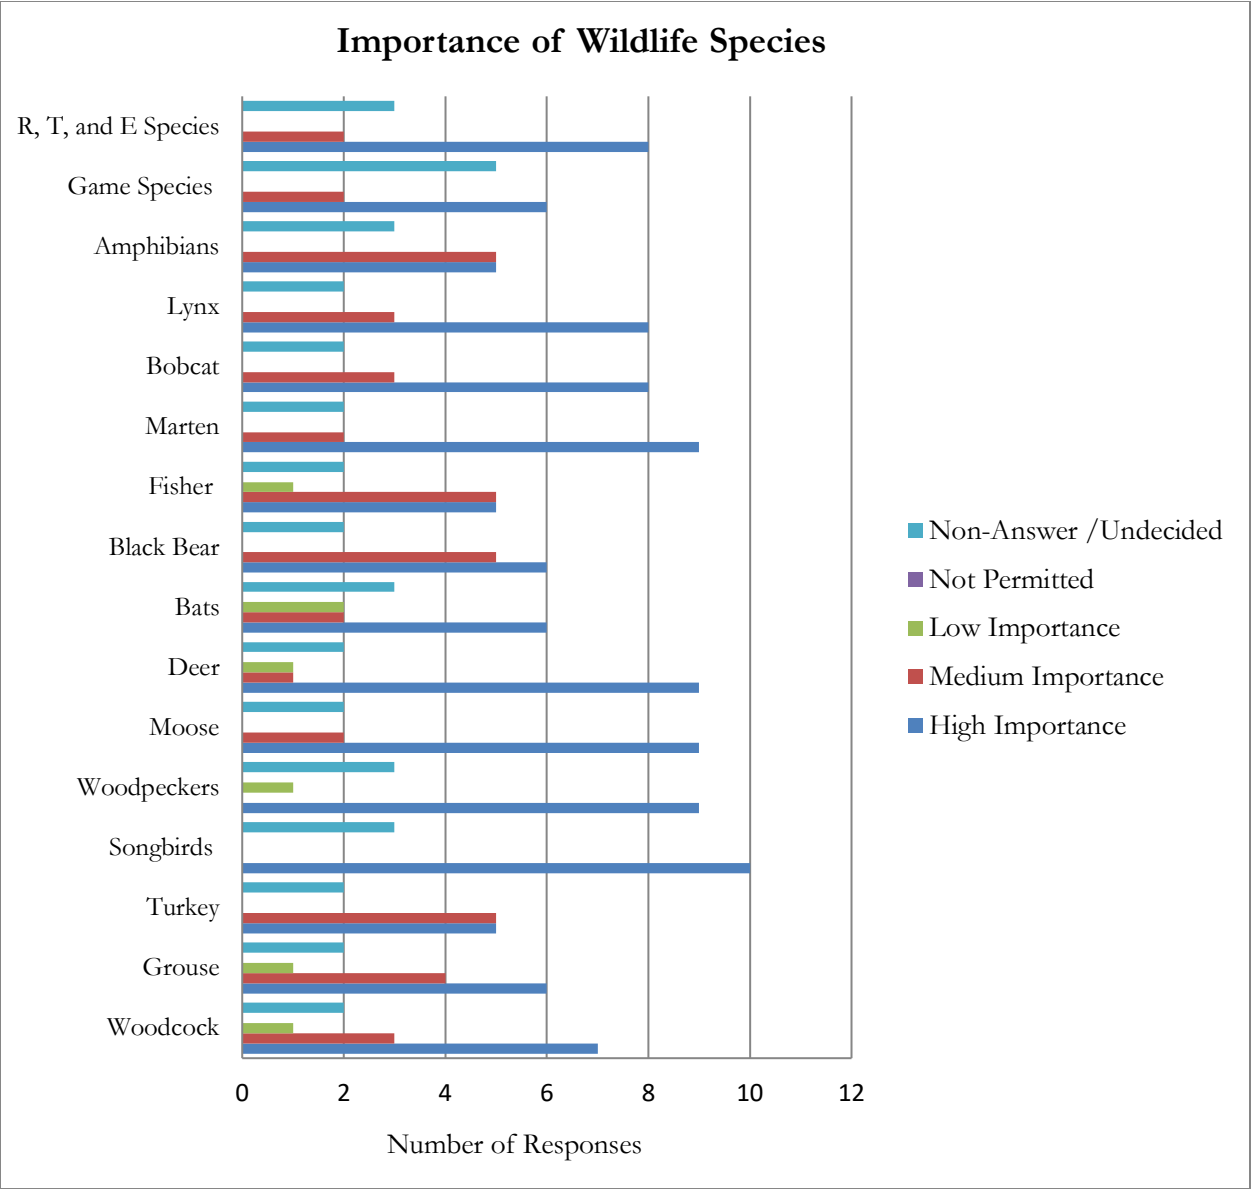 Importance of Wildlife Species
R, T, and E Species
Game Species
Amphibians
Lynx
Bobcat
Marten
Fisher
Black Bear
Bats
Deer
Moose
Woodpeckers
Songbirds
Turkey
Grouse
Woodcock
0 2 4 6 8 10 12
Number of Responses
Non-Answer /Undecided
Not Permitted
Low Importance
Medium Importance
High Importance